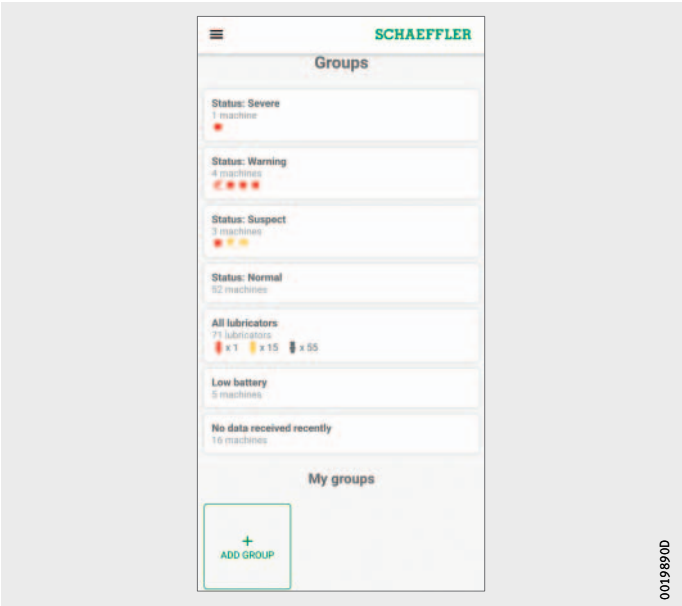 SCHAEFFLER
Groups
Status: Severe
1 machine
Status: Warning
4 machines
Status: Suspect
3 machines
Status: Normal
52 machines
All lubricators
71 lubricators
x 1 x 15 x 55
Low battery
5 machines
No data received recently
16 machines
My groups
+
ADD GROUP
0019890D